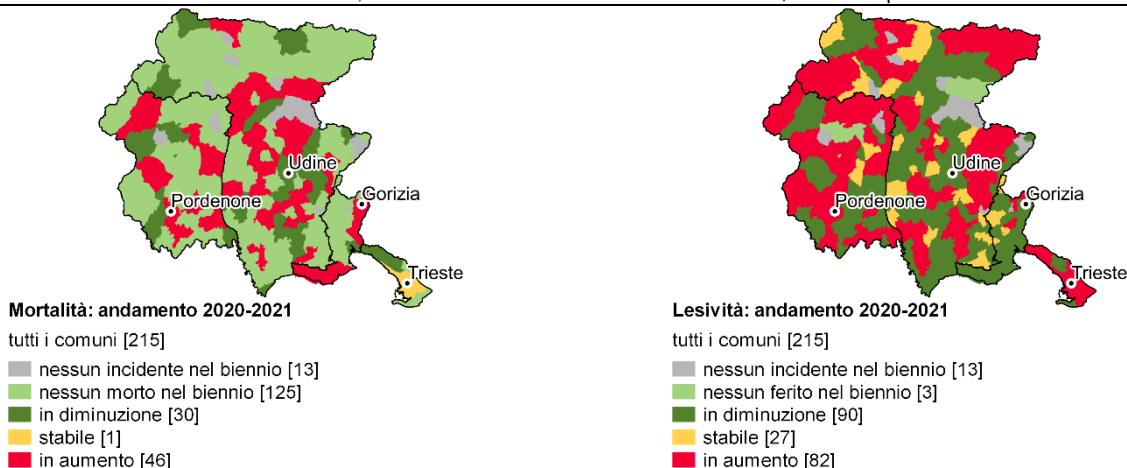 Udine
Gorizia
Pordenone
Trieste
Mortalità: andamento 2020-2021
tutti i comuni [215]
nessun incidente nel biennio [13]
nessun morto nel biennio [125]
in diminuzione [30]
stabile [1]
in aumento [46]
Udine
Gorizia
Pordenone
Trieste
Lesività: andamento 2020-2021
tutti i comuni [215]
nessun incidente nel biennio [13]
nessun ferito nel biennio [3]
in diminuzione [90]
stabile [27]
in aumento [82]